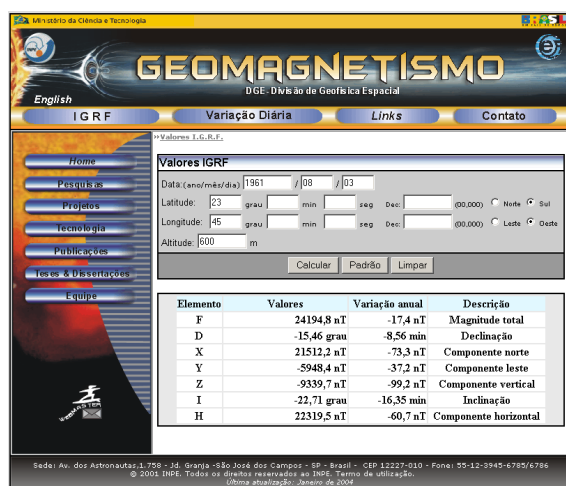 Ministério da Ciência e Tecnologia
BRASIL
INPE
GEOMAGNETISMO
DGE-Divisão de Geofísica Espacial
English
IGRF
Variação Diária
Links
Contato
»Valores I.G.R.F.
Home
Pesquisas
Projetos
Tecnologia
Publicações
Teses & Dissertações
Equipe
WEBMASTER
Valores IGRF
Data:(ano/mês/dia) 1961 / 08 / 03
Latitude: 23 grau min seg Dec: (00,000) Norte Sul
Longitude: 45 grau min seg Dec: (00,000) Leste Oeste
Altitude: 600 m
Calcular Padrão Limpar
Elemento Valores Variação anual Descrição
F 24194,8 nT -17,4 nT Magnitude total
D -15,46 grau -8,56 min Declinação
X 21512,2 nT -73,3 nT Componente norte
Y -5948,4 nT -37,2 nT Componente leste
Z -9339,7 nT -99,2 nT Componente vertical
I -22,71 grau -16,35 min Inclinação
H 22319,5 nT -60,7 nT Componente horizontal
Sede: Av. dos Astronautas,1.758 - Jd. Granja -São José dos Campos - SP - Brasil - CEP 12227-010 - Fone: 55-12-3945-6785/6786
© 2001 INPE. Todos os direitos reservados ao INPE. Termo de utilização.
Última atualização: Janeiro de 2004